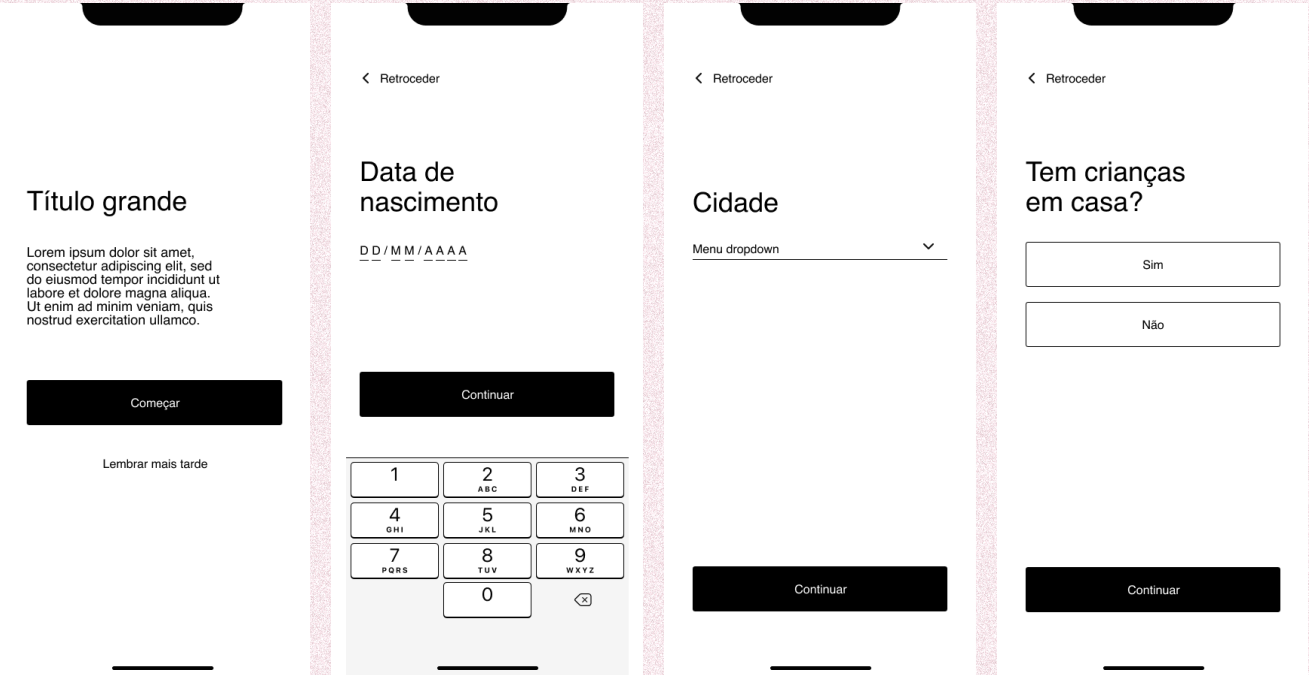 Título grande
Lorem ipsum dolor sit amet,
consectetur adipiscing elit, sed
do eiusmod tempor incididunt ut
labore et dolore magna aliqua.
Ut enim ad minim veniam, quis
nostrud exercitation ullamco.
Começar
Lembrar mais tarde
Retroceder
Data de
nascimento
DD/MM/AAAA
Continuar
1 2 3
ABC DEF
4 5 6
GHI JKL MNO
7 8 9
PQRS TUV WXYZ
0
Retroceder
Cidade
Menu dropdown
Continuar
Retroceder
Tem crianças
em casa?
Sim
Não
Continuar